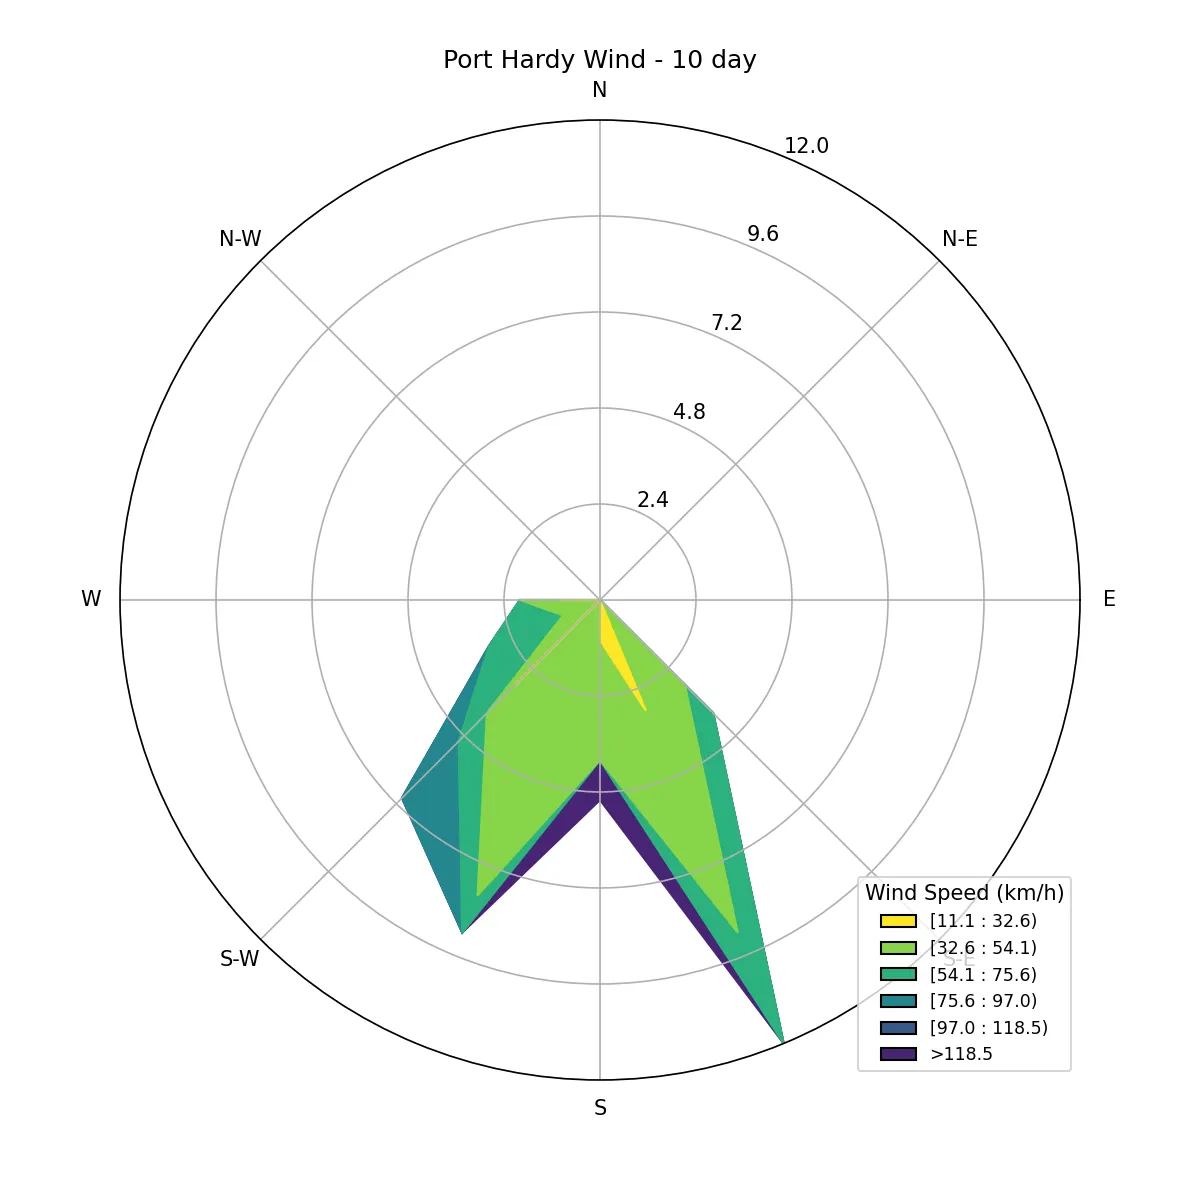 Port Hardy Wind - 10 day
N
12.0
N-W
9.6
N-E
7.2
4.8
2.4
W
E
Wind Speed (km/h)
[11.1 : 32.6)
[32.6 : 54.1)
S-W
S-E
[54.1 : 75.6)
[75.6 : 97.0)
[97.0 : 118.5)
>118.5
S